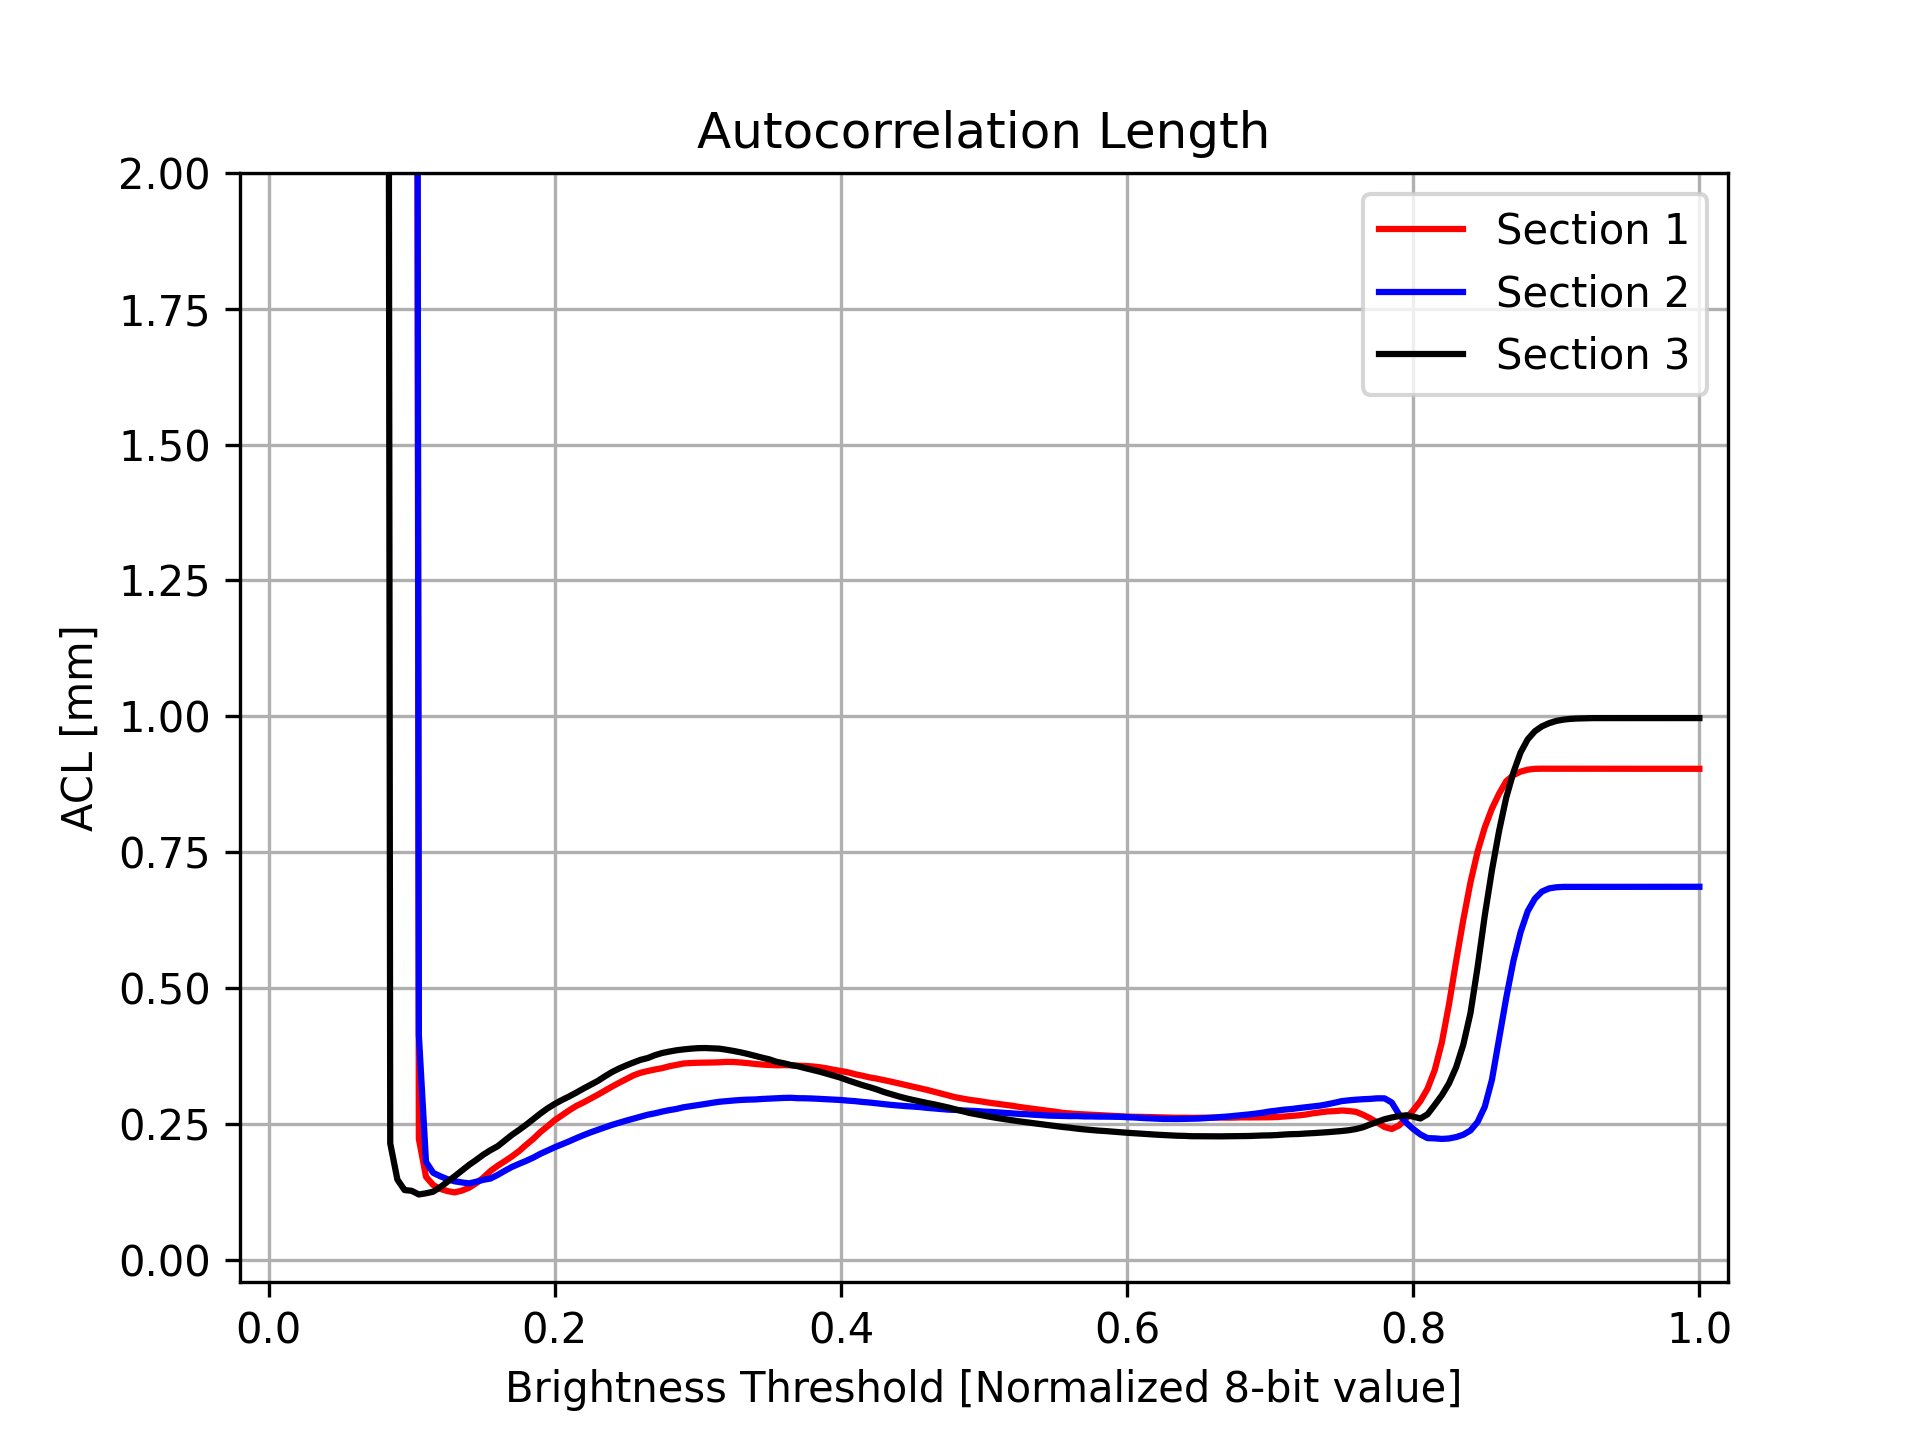 Autocorrelation Length
2.00
1.75
1.50
1.25
1.00
0.75
0.50
0.25
0.00
ACL [mm]
Section 1
Section 2
Section 3
0.0 0.2 0.4 0.6 0.8 1.0
Brightness Threshold [Normalized 8-bit value]